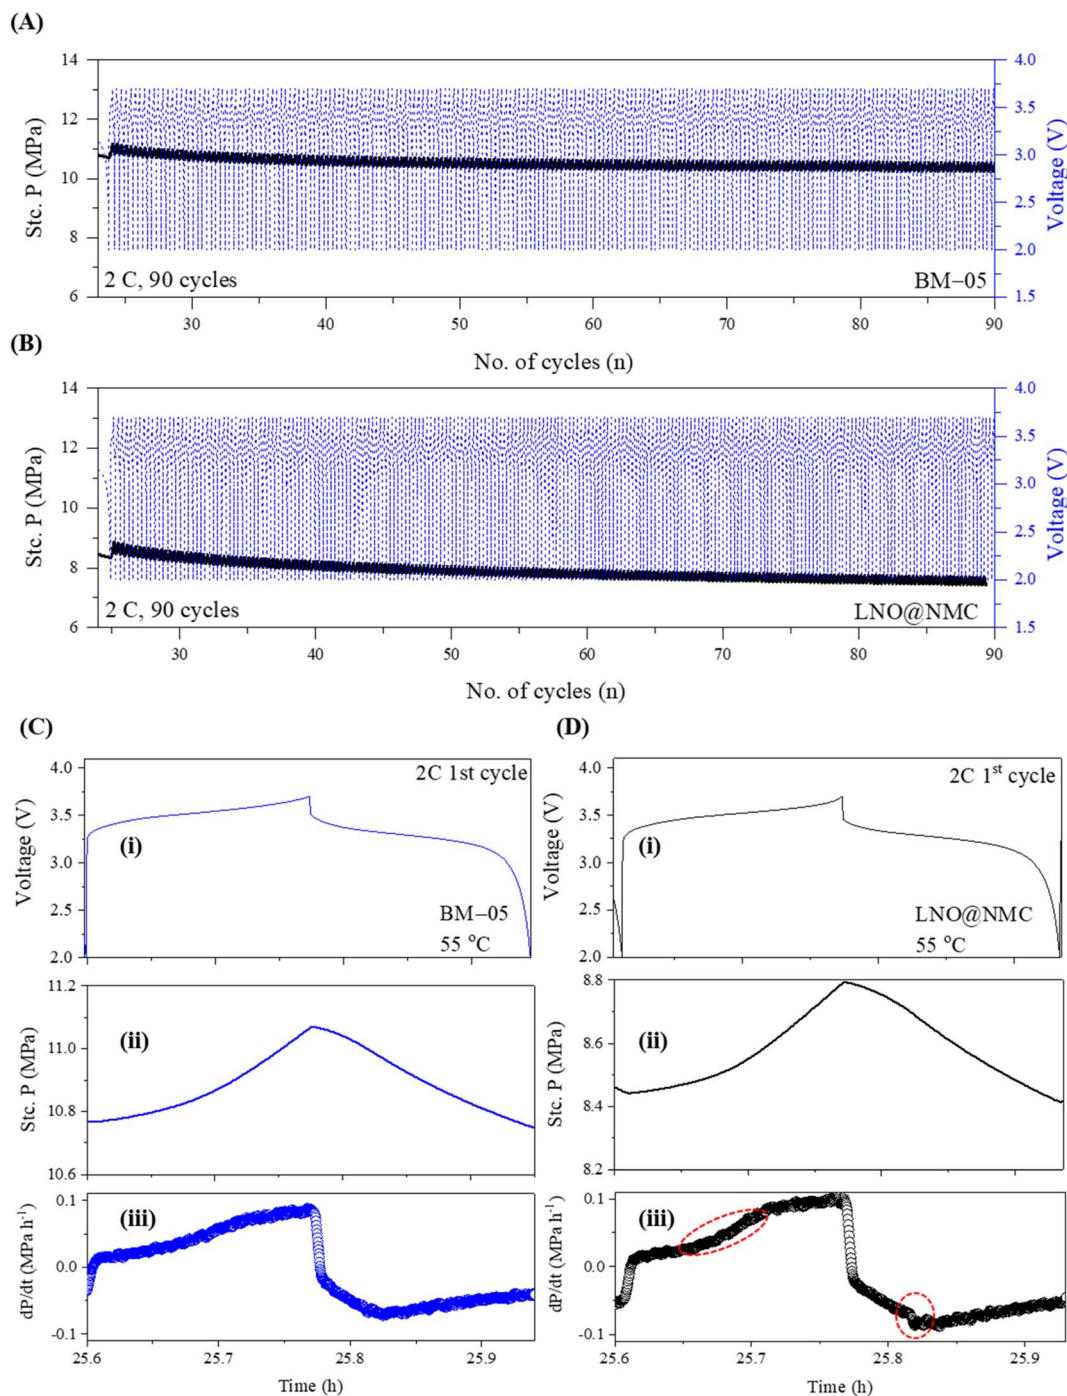 (A)
14
12
10
8
6
Stc. P (MPa)
4.0
3.5
3.0
2.5
2.0
1.5
Voltage (V)
2 C, 90 cycles
BM−05
30 40 50 60 70 80 90
No. of cycles (n)
(B)
14
12
10
8
6
Stc. P (MPa)
4.0
3.5
3.0
2.5
2.0
1.5
Voltage (V)
2 C, 90 cycles
LNO@NMC
30 40 50 60 70 80 90
No. of cycles (n)
(C)
4.0
3.5
3.0
2.5
2.0
Voltage (V)
2C 1st cycle
(i)
BM−05
55 °C
11.2
11.0
10.8
10.6
Stc. P (MPa)
(ii)
0.1
0.0
-0.1
dP/dt (MPa h⁻¹)
(iii)
25.6 25.7 25.8 25.9
Time (h)
(D)
4.0
3.5
3.0
2.5
2.0
Voltage (V)
2C 1ˢᵗ cycle
(i)
LNO@NMC
55 °C
8.8
8.6
8.4
8.2
Stc. P (MPa)
(ii)
0.1
0.0
-0.1
dP/dt (MPa h⁻¹)
(iii)
25.6 25.7 25.8 25.9
Time (h)